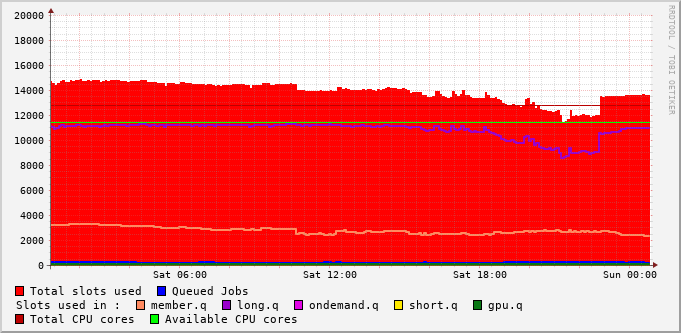 20000
18000
16000
14000
12000
10000
8000
6000
4000
2000
0
Sat 06:00 Sat 12:00 Sat 18:00 Sun 00:00
RRDTOOL / TOBI OETIKER
Total slots used Queued Jobs
Slots used in : member.q long.q ondemand.q short.q gpu.q
Total CPU cores Available CPU cores